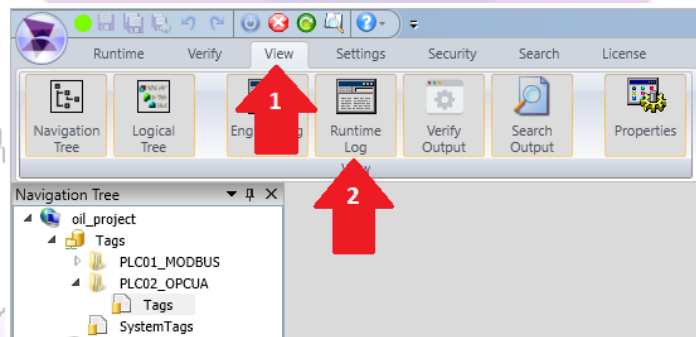 Runtime Verify View Settings Security Search License
1
Navigation Tree
Logical Tree
Runtime Log
Verify Output
Search Output
Properties
2
Navigation Tree
oil_project
Tags
PLC01_MODBUS
PLC02_OPCUA
Tags
SystemTags